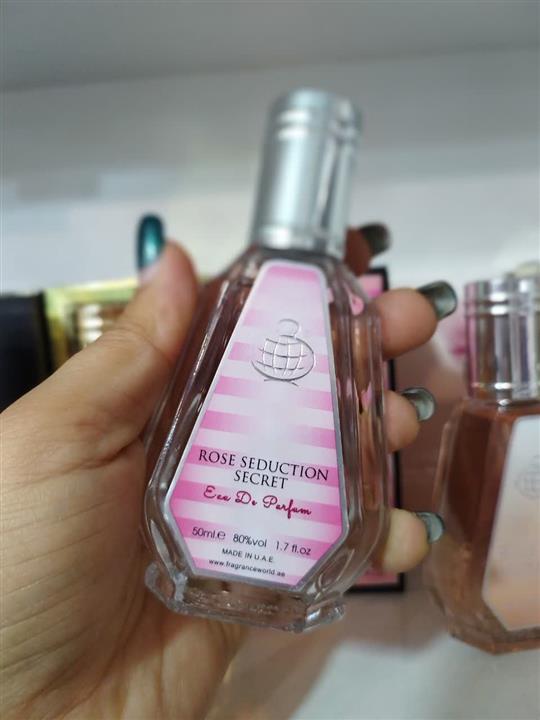 ROSE SEDUCTION
SECRET
Eau De Parfum
50ml.e 80%vol 1.7 fl.oz
MADE IN U.A.E.
www.fragranceworld.ae